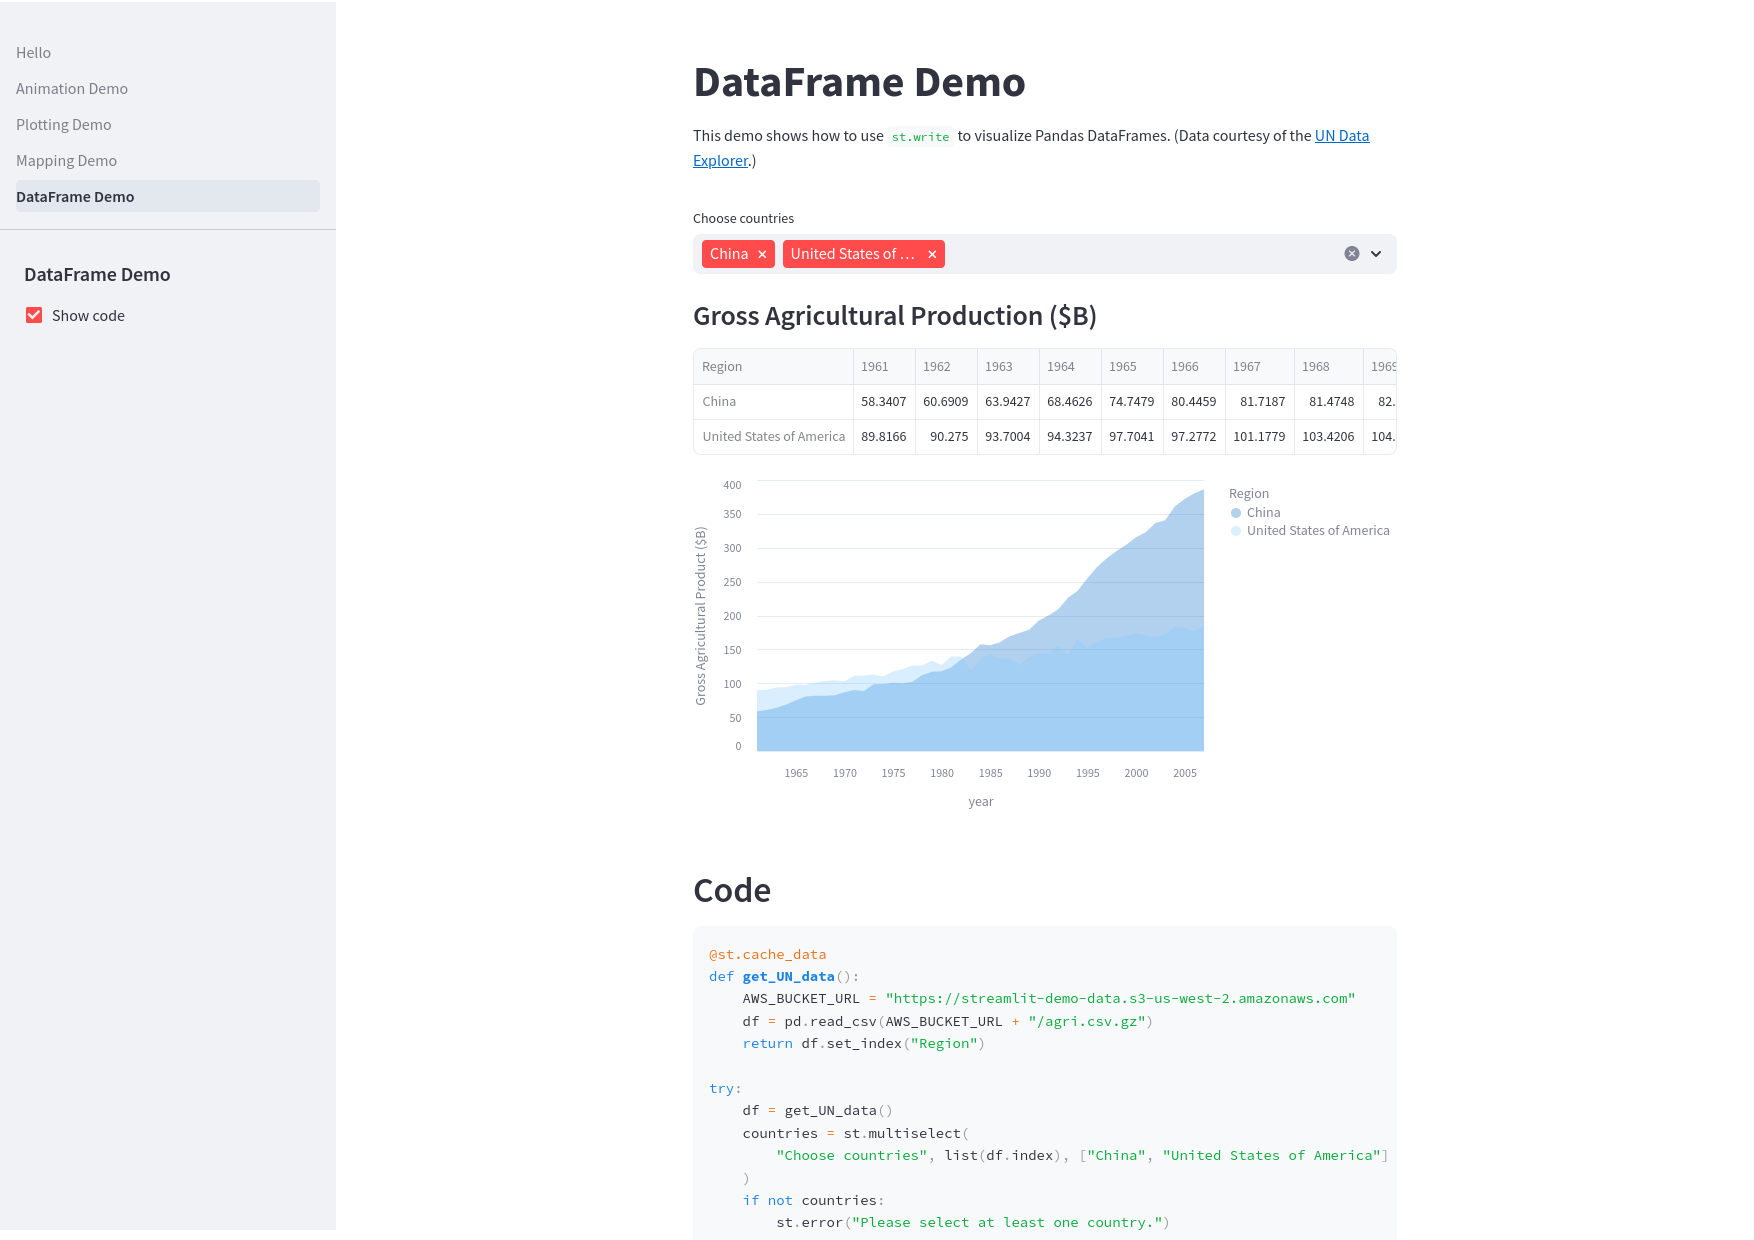 Hello
Animation Demo
Plotting Demo
Mapping Demo
DataFrame Demo
DataFrame Demo
Show code
DataFrame Demo
This demo shows how to use st.write to visualize Pandas DataFrames. (Data courtesy of the UN Data
Explorer.)
Choose countries
China United States of ...
Gross Agricultural Production ($B)
Region 1961 1962 1963 1964 1965 1966 1967 1968 1969
China 58.3407 60.6909 63.9427 68.4626 74.7479 80.4459 81.7187 81.4748 82.
United States of America 89.8166 90.275 93.7004 94.3237 97.7041 97.2772 101.1779 103.4206 104.
Gross Agricultural Product ($B)
400
350
300
250
200
150
100
50
0
1965 1970 1975 1980 1985 1990 1995 2000 2005
year
Region
China
United States of America
Code
@st.cache_data
def get_UN_data():
    AWS_BUCKET_URL = "https://streamlit-demo-data.s3-us-west-2.amazonaws.com"
    df = pd.read_csv(AWS_BUCKET_URL + "/agri.csv.gz")
    return df.set_index("Region")
try:
    df = get_UN_data()
    countries = st.multiselect(
        "Choose countries", list(df.index), ["China", "United States of America"]
    )
    if not countries:
        st.error("Please select at least one country.")